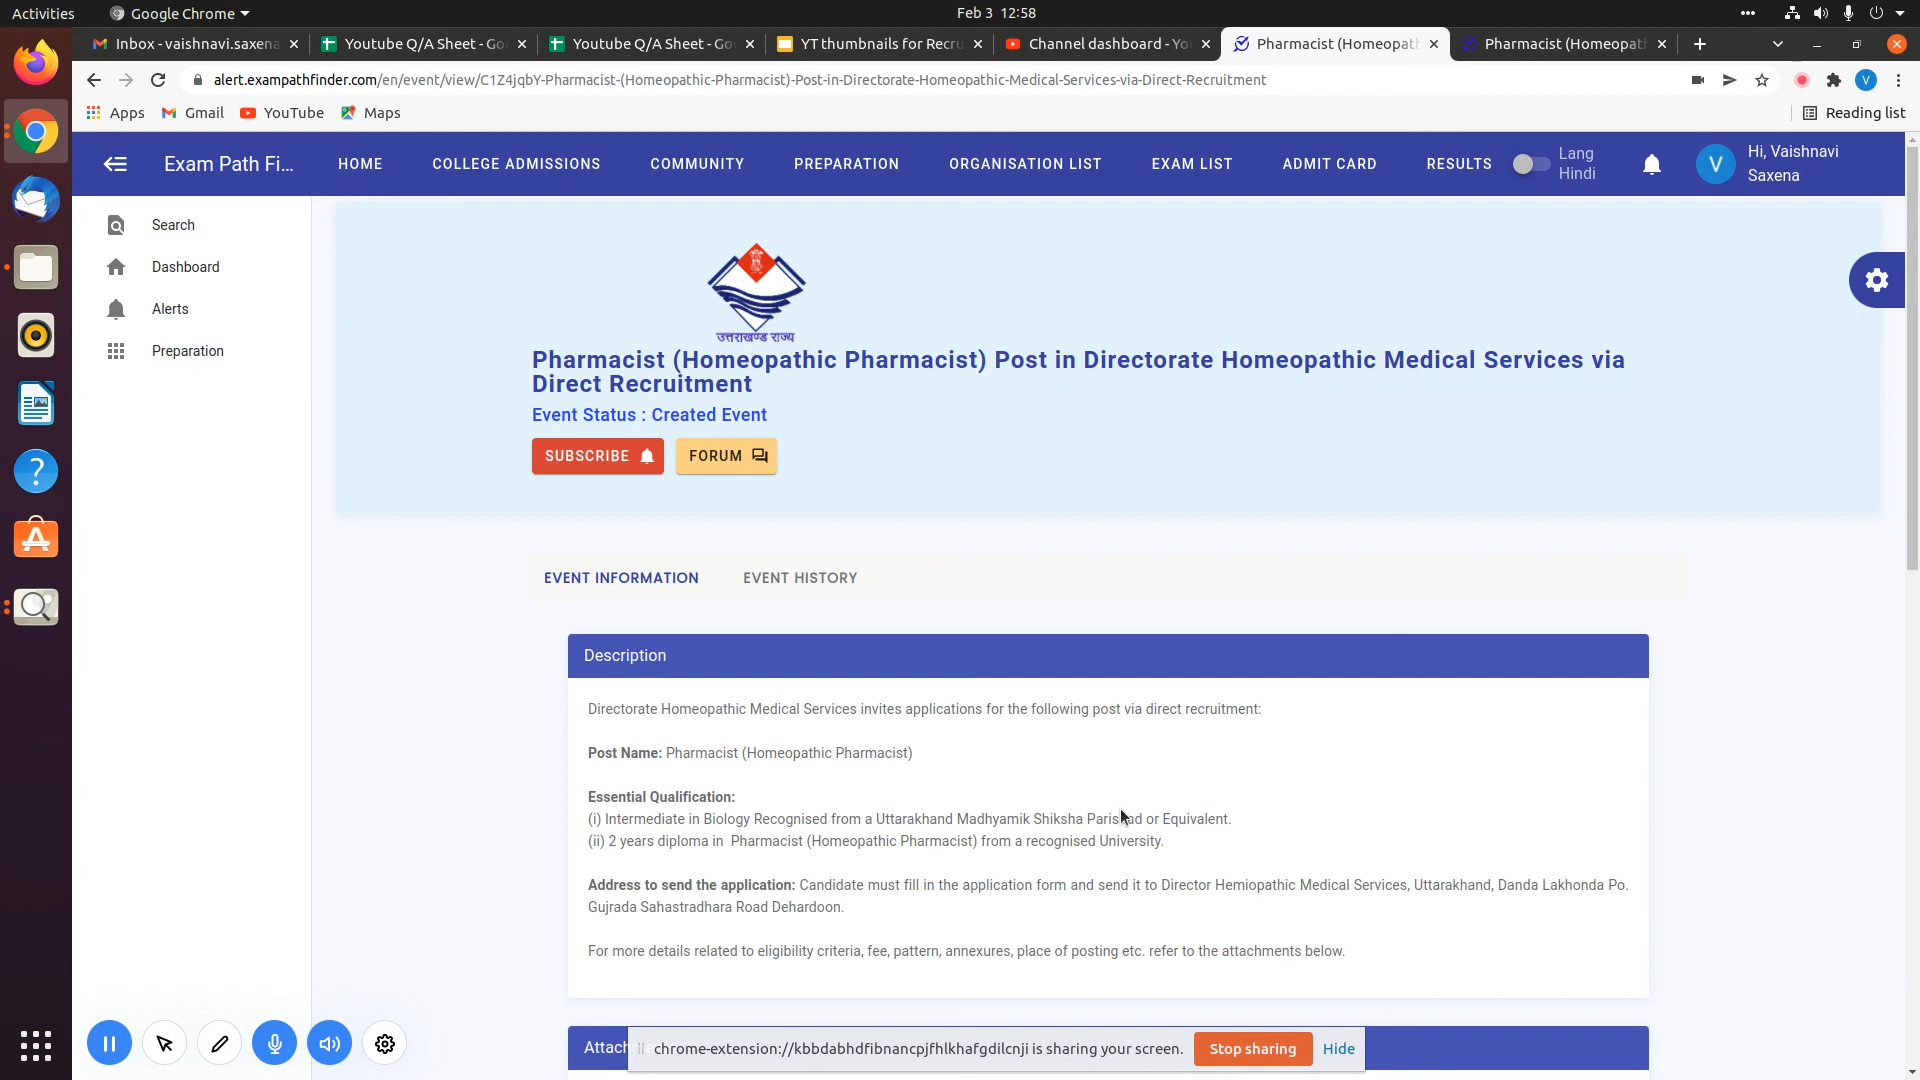 Activities
Google Chrome
Feb 3 12:58
Inbox - vaishnavi.saxena
Youtube Q/A Sheet - Go
Youtube Q/A Sheet - Go
YT thumbnails for Recru
Channel dashboard - Yo
Pharmacist (Homeopath
Pharmacist (Homeopath
alert.exampathfinder.com/en/event/view/C1Z4jqbY-Pharmacist-(Homeopathic-Pharmacist)-Post-in-Directorate-Homeopathic-Medical-Services-via-Direct-Recruitment
V
Apps
Gmail
YouTube
Maps
Reading list
Exam Path Fi...
HOME
COLLEGE ADMISSIONS
COMMUNITY
PREPARATION
ORGANISATION LIST
EXAM LIST
ADMIT CARD
RESULTS
Lang
Hindi
V
Hi, Vaishnavi
Saxena
Search
Dashboard
Alerts
Preparation
उत्तराखण्ड राज्य
Pharmacist (Homeopathic Pharmacist) Post in Directorate Homeopathic Medical Services via
Direct Recruitment
Event Status : Created Event
SUBSCRIBE
FORUM
EVENT INFORMATION
EVENT HISTORY
Description
Directorate Homeopathic Medical Services invites applications for the following post via direct recruitment:
Post Name: Pharmacist (Homeopathic Pharmacist)
Essential Qualification:
(i) Intermediate in Biology Recognised from a Uttarakhand Madhyamik Shiksha Parishad or Equivalent.
(ii) 2 years diploma in Pharmacist (Homeopathic Pharmacist) from a recognised University.
Address to send the application: Candidate must fill in the application form and send it to Director Hemiopathic Medical Services, Uttarakhand, Danda Lakhonda Po.
Gujrada Sahastradhara Road Dehardoon.
For more details related to eligibility criteria, fee, pattern, annexures, place of posting etc. refer to the attachments below.
Attach
chrome-extension://kbbdabhdfibnancpjfhlkhafgdilcnji is sharing your screen.
Stop sharing
Hide